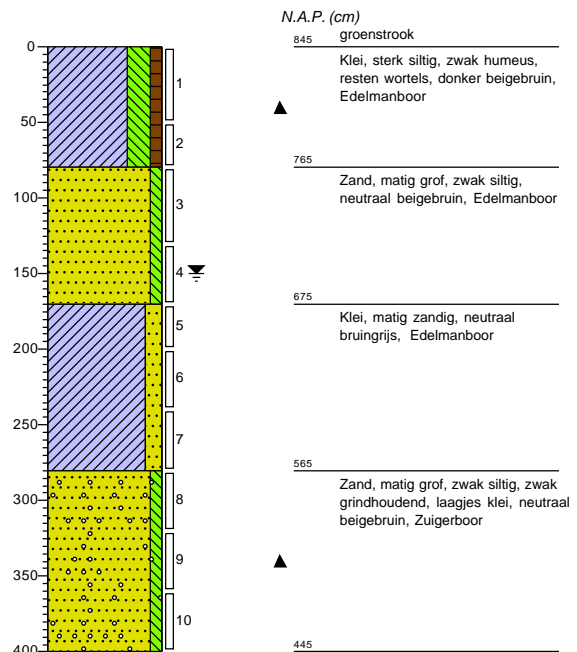 N.A.P. (cm)
0
845
groenstrook
Klei, sterk siltig, zwak humeus,
resten wortels, donker beigebruin,
Edelmanboor
1
50
2
765
Zand, matig grof, zwak siltig,
neutraal beigebruin, Edelmanboor
100
3
150
4
675
Klei, matig zandig, neutraal
bruingrijs, Edelmanboor
5
200
6
250
7
565
Zand, matig grof, zwak siltig, zwak
grindhoudend, laagjes klei, neutraal
beigebruin, Zuigerboor
300
8
350
9
10
400
445